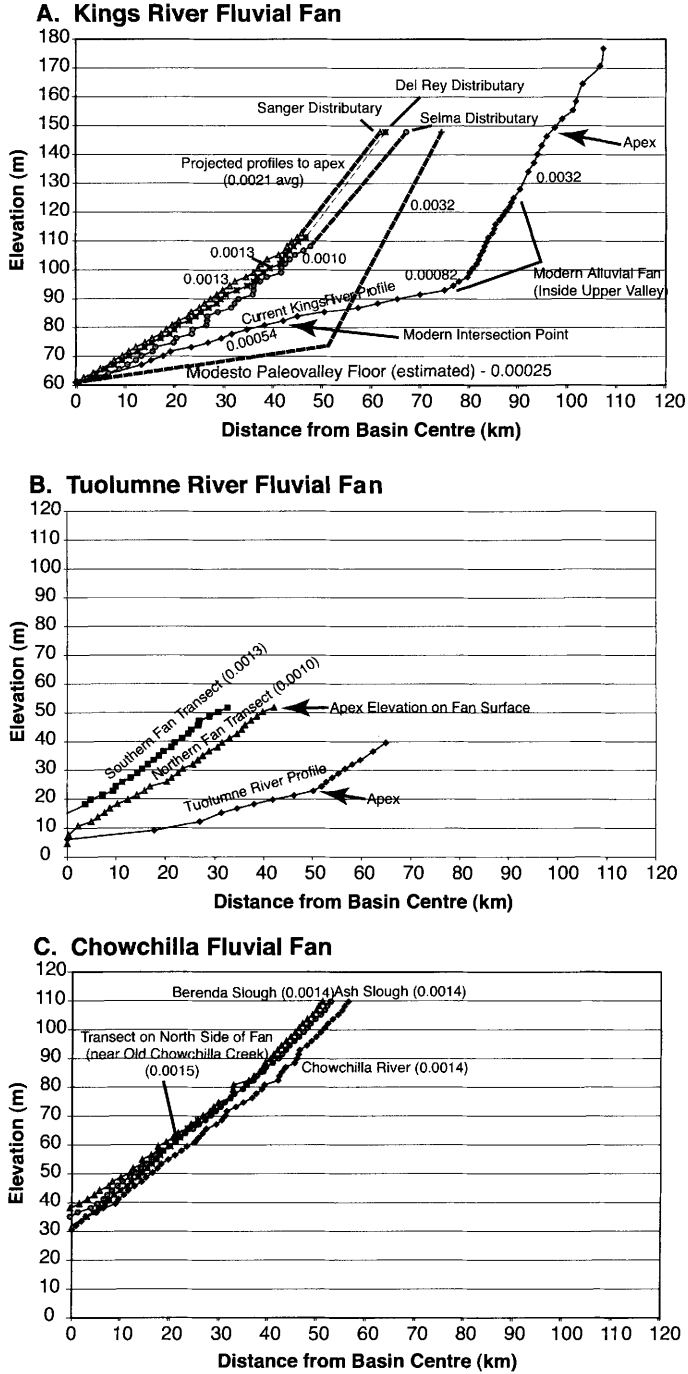 A. Kings River Fluvial Fan
180
170
160
150
140
130
120
110
100
90
80
70
60
Elevation (m)
Del Rey Distributary
Sanger Distributary
Selma Distributary
Projected profiles to apex
(0.0021 avg)
Apex
0.0032
0.0032
0.0013
0.0010
0.0013
0.00082
Modern Alluvial Fan
(Inside Upper Valley)
Current Kings River Profile
Modern Intersection Point
0.00054
Modesto Paleovalley Floor (estimated) - 0.00025
0 10 20 30 40 50 60 70 80 90 100 110 120
Distance from Basin Centre (km)
B. Tuolumne River Fluvial Fan
120
110
100
90
80
70
60
50
40
30
20
10
0
Elevation (m)
Southern Fan Transect (0.0013)
Northern Fan Transect (0.0010)
Apex Elevation on Fan Surface
Tuolumne River Profile
Apex
0 10 20 30 40 50 60 70 80 90 100 110 120
Distance from Basin Centre (km)
C. Chowchilla Fluvial Fan
120
110
100
90
80
70
60
50
40
30
20
10
0
Elevation (m)
Berenda Slough (0.0014) Ash Slough (0.0014)
Transect on North Side of Fan
(near Old Chowchilla Creek)
(0.0015)
Chowchilla River (0.0014)
0 10 20 30 40 50 60 70 80 90 100 110 120
Distance from Basin Centre (km)